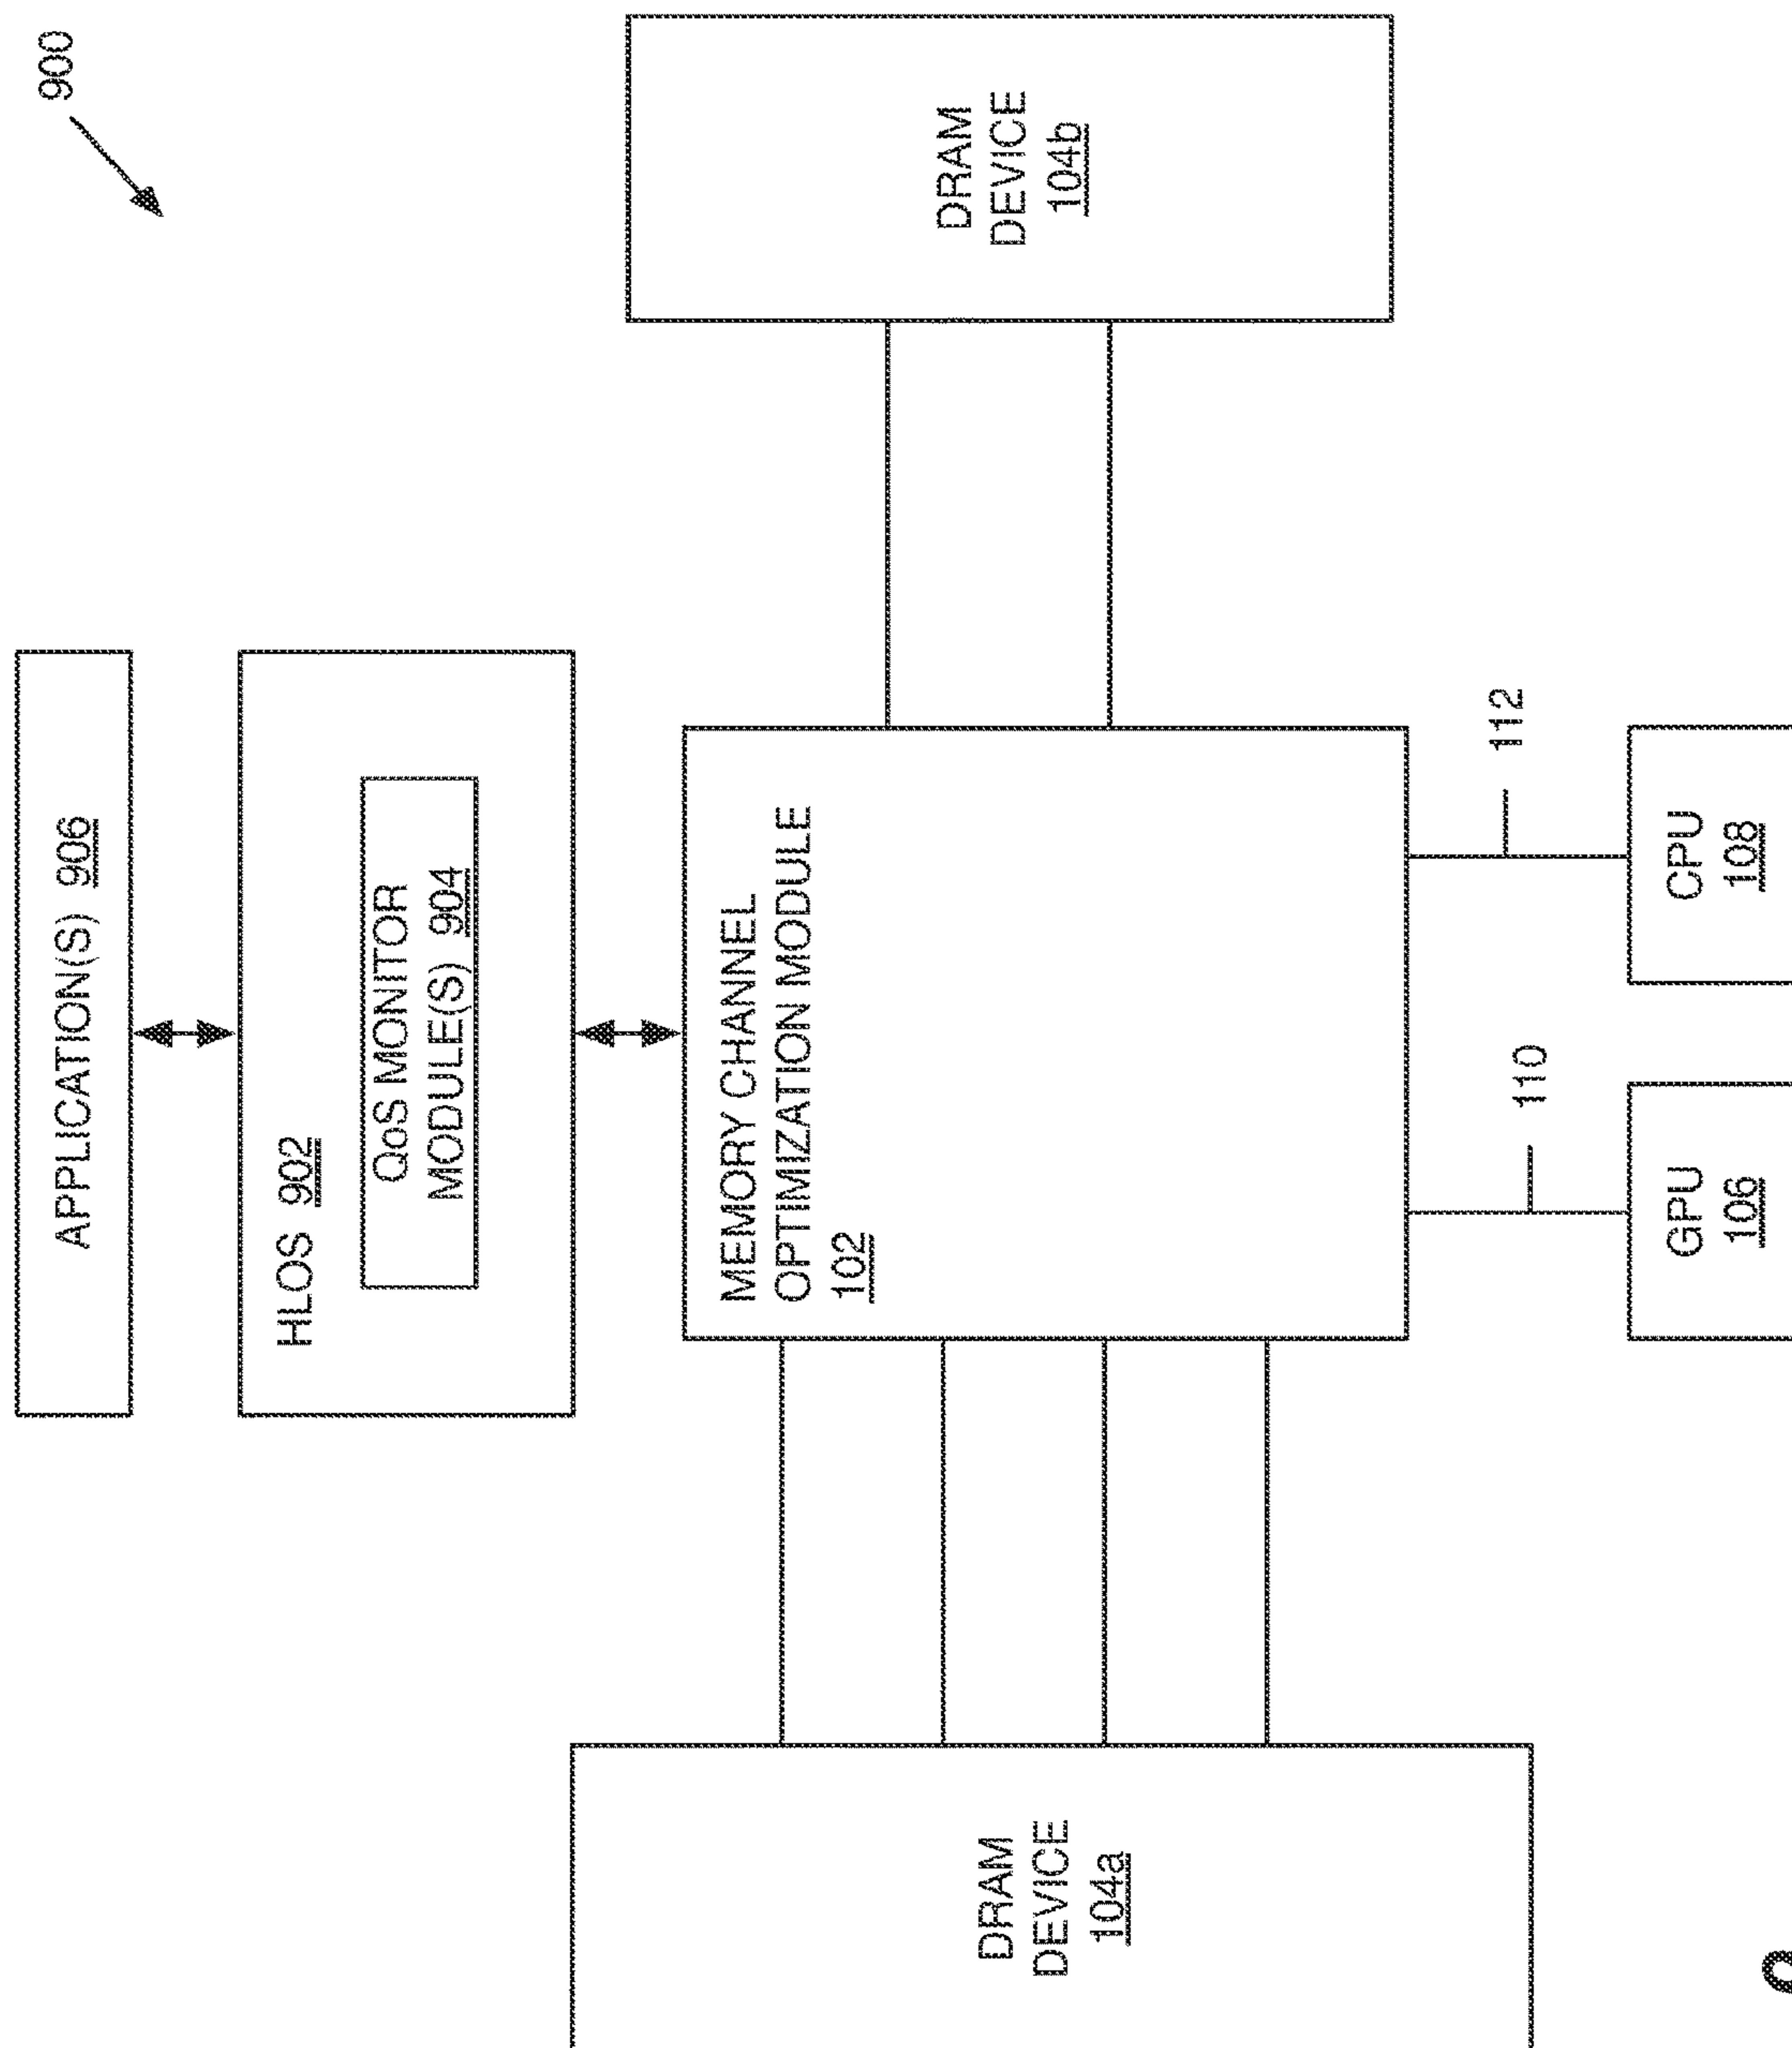 900
APPLICATION(S) 906
HLOS 902
QoS MONITOR
MODULE(S) 904
MEMORY CHANNEL
OPTIMIZATION MODULE
102
DRAM
DEVICE
104a
DRAM
DEVICE
104b
110
112
GPU
106
CPU
108